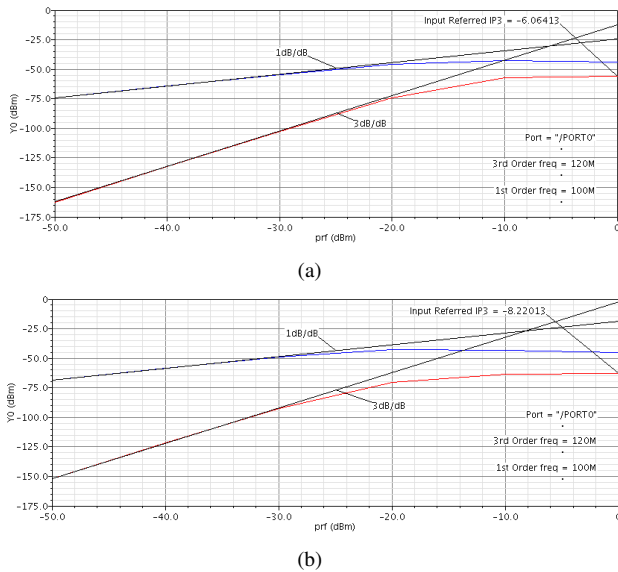 0
Input Referred IP3 = -6.06413
-25.0
1dB/dB
-50.0
-75.0
3dB/dB
-100.0
Port = "/PORT0"
-125.0
3rd Order freq = 120M
-150.0
1st Order freq = 100M
-175.0
Y0 (dBm)
-50.0 -40.0 -30.0 -20.0 -10.0 0
prf (dBm)
(a)
0
Input Referred IP3 = -8.22013
-25.0
1dB/dB
-50.0
-75.0
3dB/dB
-100.0
Port = "/PORT0"
-125.0
3rd Order freq = 120M
-150.0
1st Order freq = 100M
-175.0
Y0 (dBm)
-50.0 -40.0 -30.0 -20.0 -10.0 0
prf (dBm)
(b)